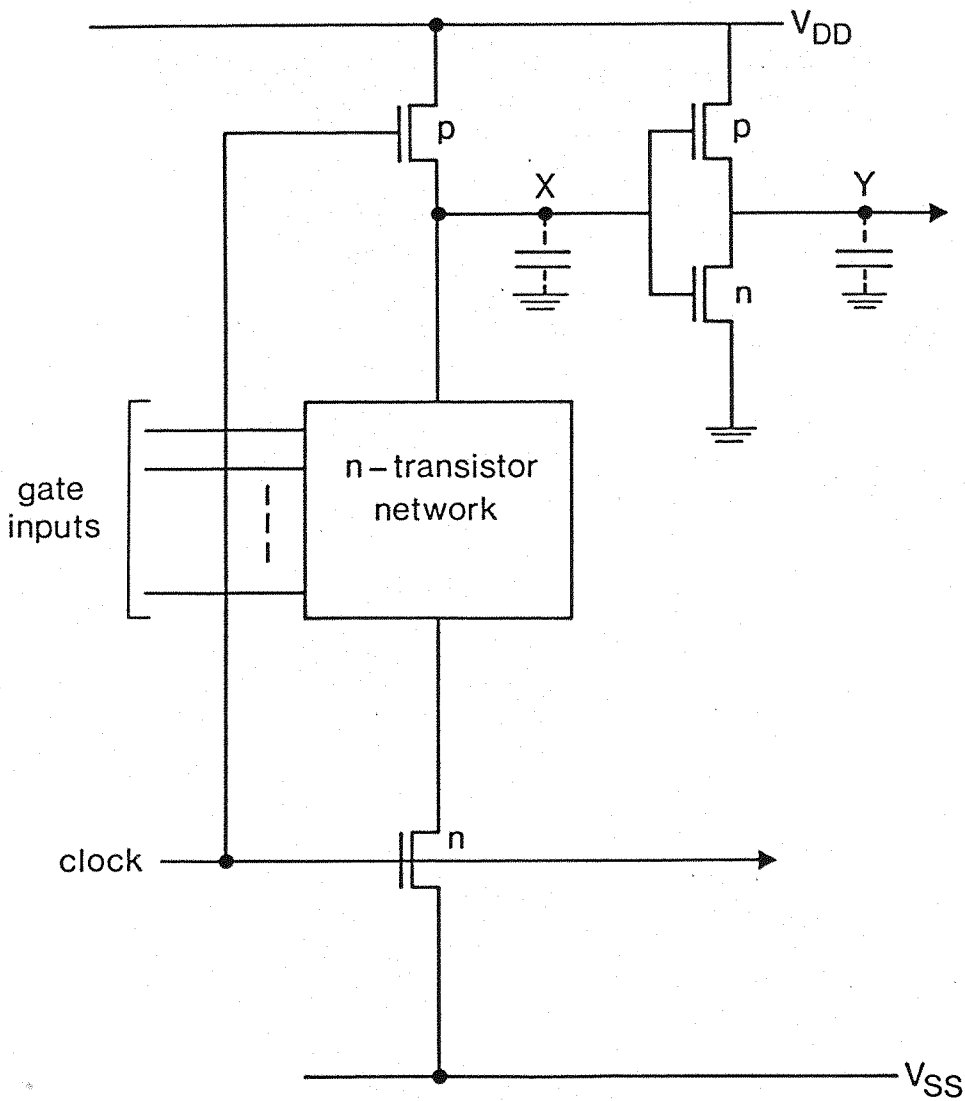 VDD
p
p
X
Y
n
gate
inputs
n–transistor
network
clock
n
VSS